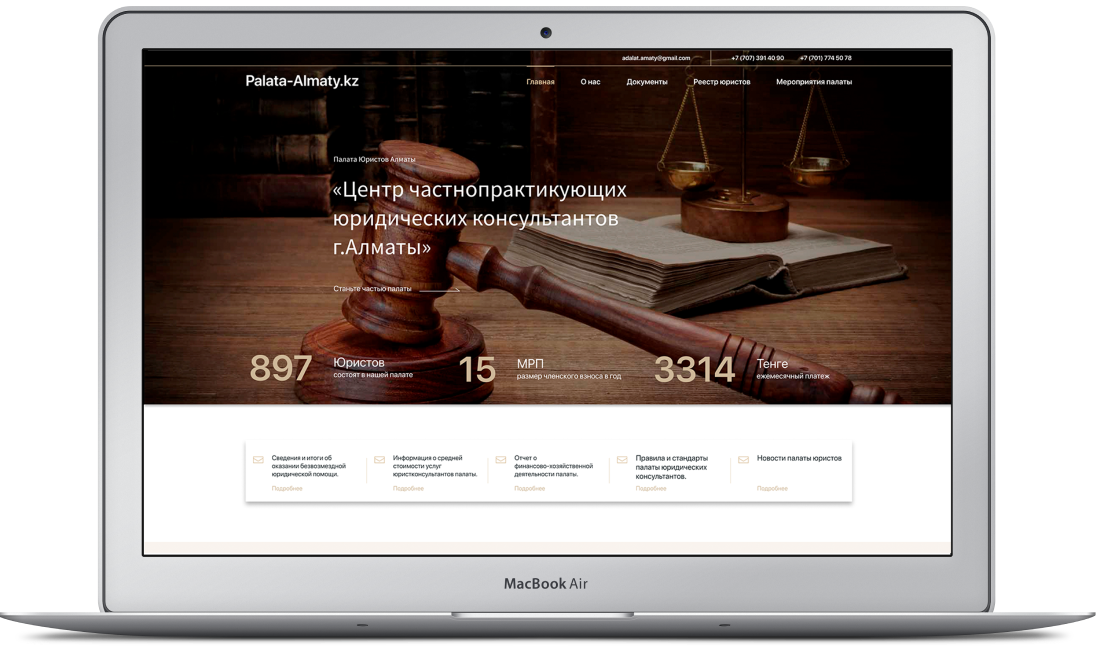 adalat.amaty@gmail.com +7 (707) 391 40 90 +7 (701) 774 50 78
Palata-Almaty.kz
Главная О нас Документы Реестр юристов Мероприятия палаты
Палата Юристов Алматы
«Центр частнопрактикующих
юридических консультантов
г.Алматы»
Станьте частью палаты
897 Юристов
состоят в нашей палате
15 МРП
размер членского взноса в год
3314 Тенге
ежемесячный платеж
Сведения и итоги об
оказании безвозмездной
юридической помощи.
Подробнее
Информация о средней
стоимости услуг
юристконсультантов палаты.
Подробнее
Отчет о
финансово-хозяйственной
деятельности палаты.
Подробнее
Правила и стандарты
палаты юридических
консультантов.
Подробнее
Новости палаты юристов
Подробнее
MacBook Air